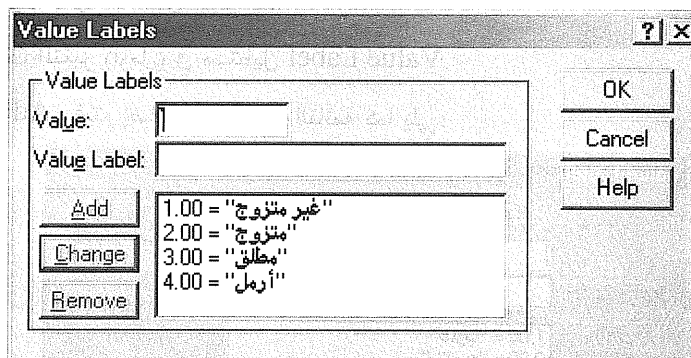 Value Labels
Value Labels
OK
Value:
Cancel
Value Label:
Help
Add
1.00 = "غير متزوج"
2.00 = "متزوج"
Change
3.00 = "مطلق"
4.00 = "أرمل"
Remove